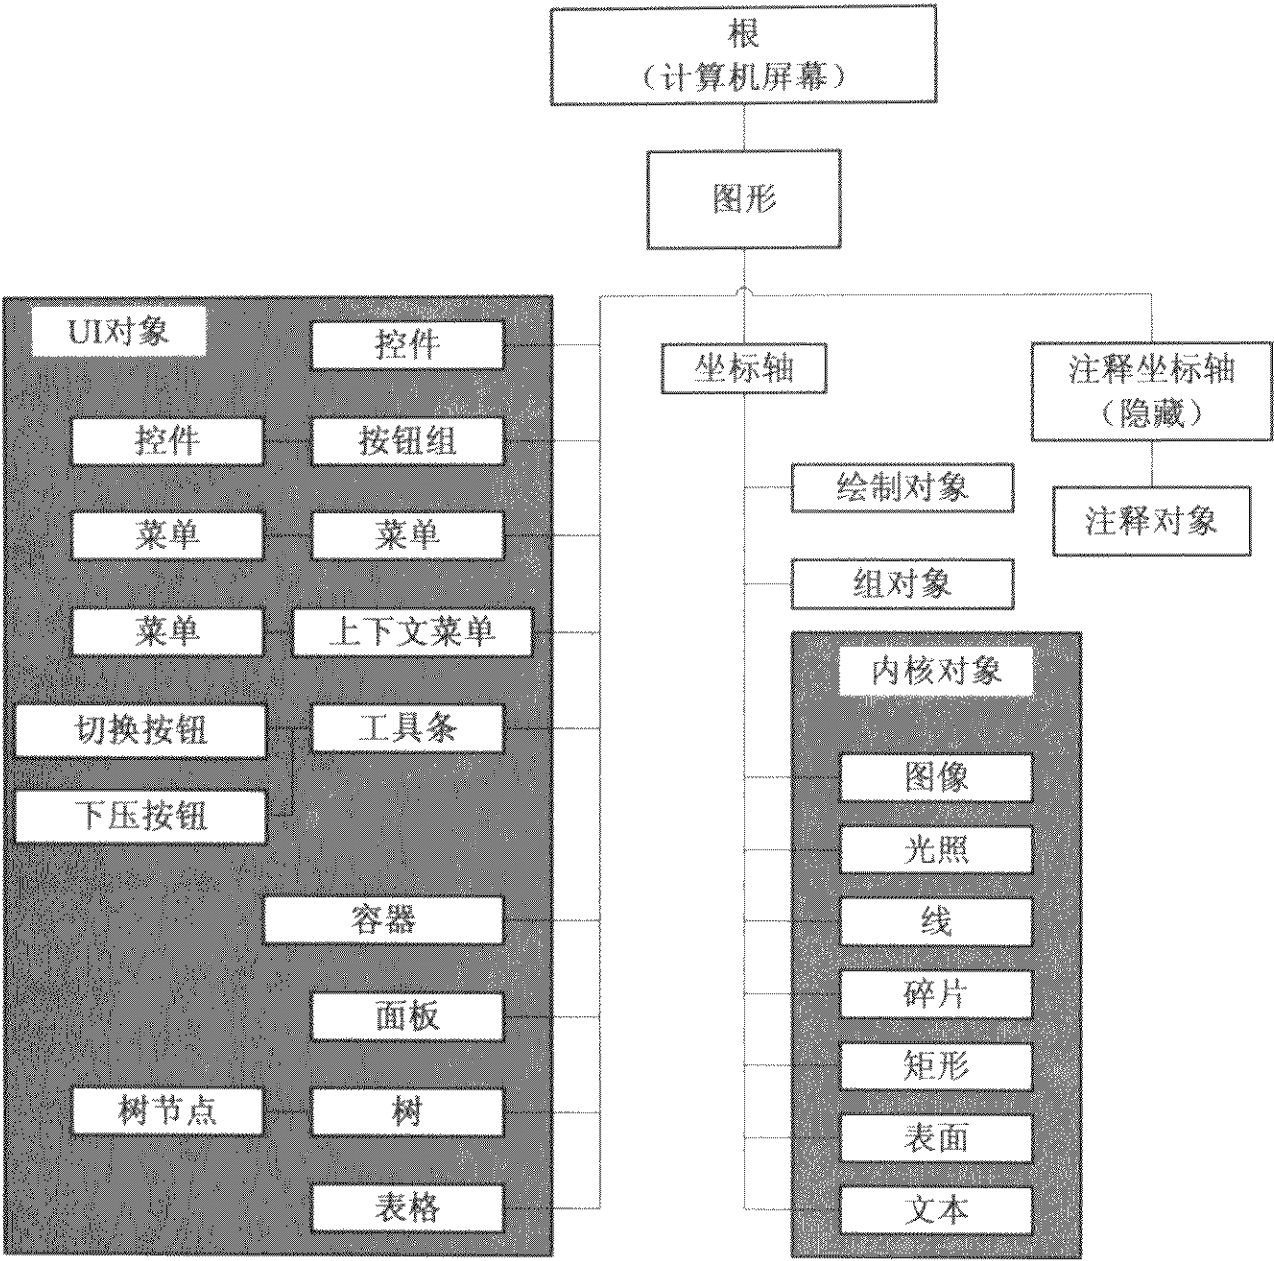 根
（计算机屏幕）
图形
UI对象
控件
控件
按钮组
菜单
菜单
菜单
上下文菜单
切换按钮
工具条
下压按钮
容器
面板
树节点
树
表格
坐标轴
绘制对象
组对象
内核对象
图像
光照
线
碎片
矩形
表面
文本
注释坐标轴
（隐藏）
注释对象